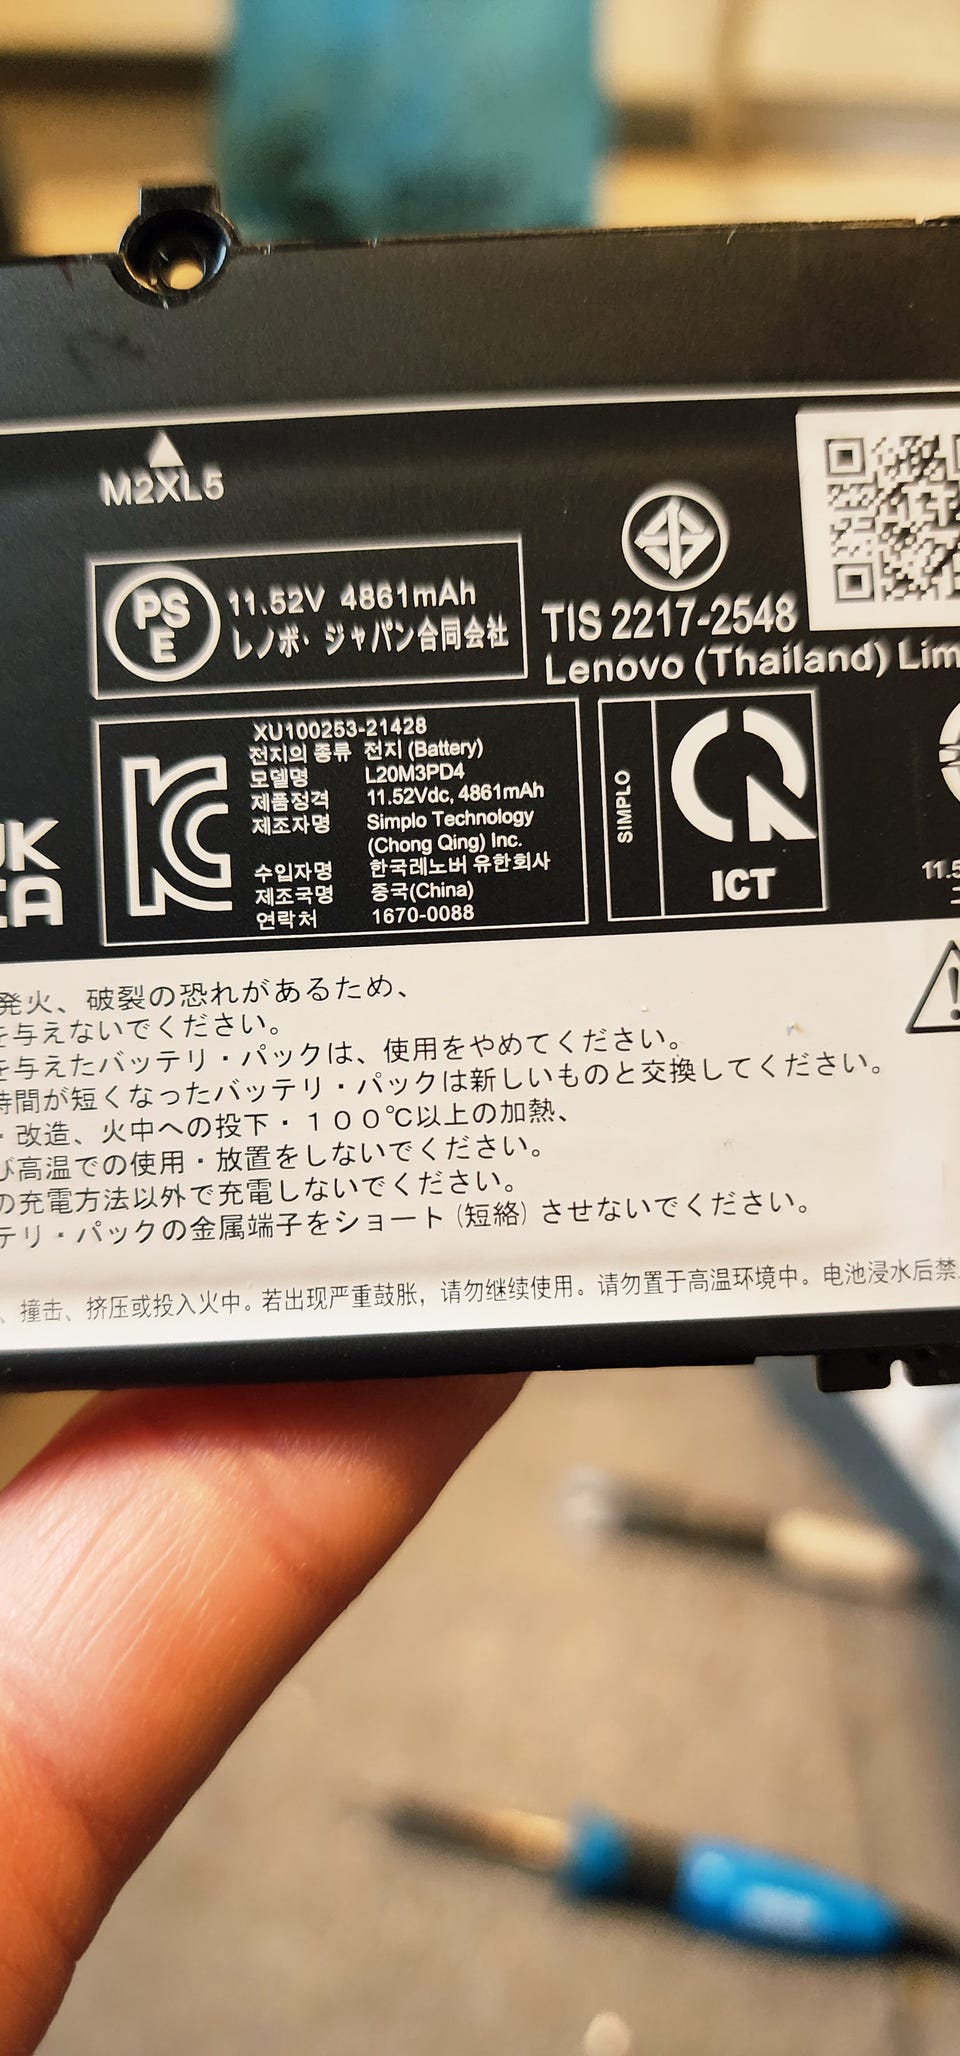 M2XL5
PS
E
11.52V 4861mAh
レノボ・ジャパン合同会社
TIS 2217-2548
Lenovo (Thailand) Lim
UK
CA
XU100253-21428
전지의 종류 전지 (Battery)
모델명 L20M3PD4
제품정격 11.52Vdc, 4861mAh
제조자명 Simplo Technology
(Chong Qing) Inc.
수입자명 한국레노버 유한회사
제조국명 중국(China)
연락처 1670-0088
SIMPLO
ICT
11.5
発火、破裂の恐れがあるため、
を与えないでください。
を与えたバッテリ・パックは、使用をやめてください。
時間が短くなったバッテリ・パックは新しいものと交換してください。
・改造、火中への投下・１００℃以上の加熱、
び高温での使用・放置をしないでください。
の充電方法以外で充電しないでください。
テリ・パックの金属端子をショート (短絡) させないでください。
、撞击、挤压或投入火中。若出现严重鼓胀，请勿继续使用。请勿置于高温环境中。电池浸水后禁